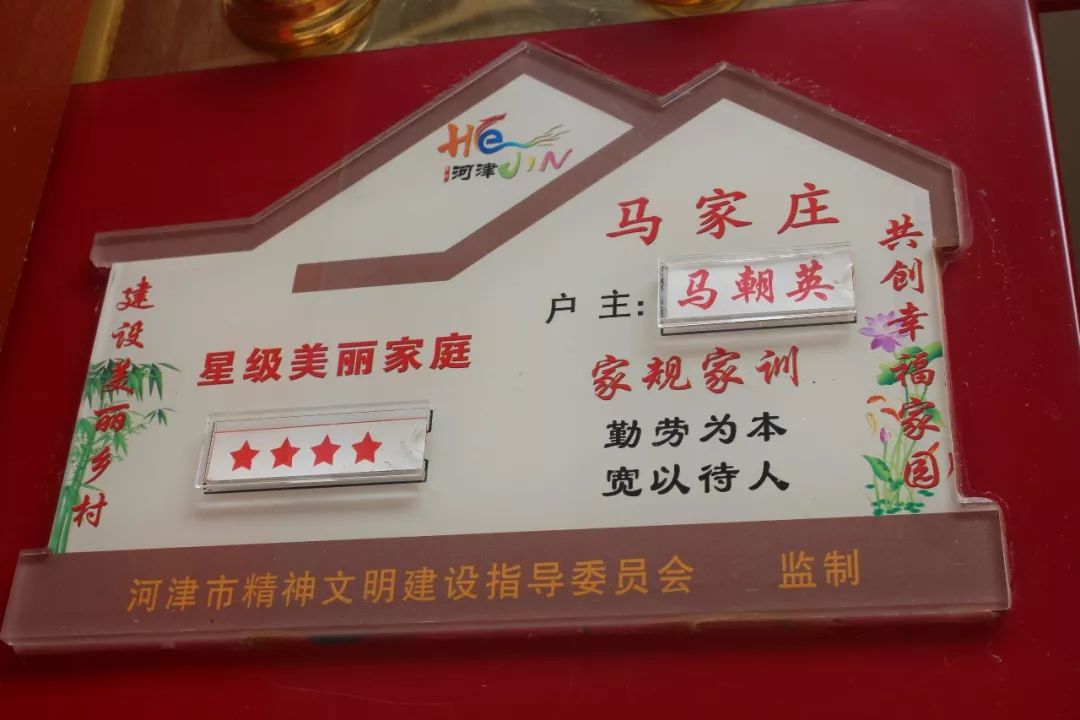 HeJIN
河津
马家庄
户主：马朝英
家规家训
勤劳为本
宽以待人
共创幸福家园
建设美丽乡村
星级美丽家庭
★★★★
河津市精神文明建设指导委员会 监制